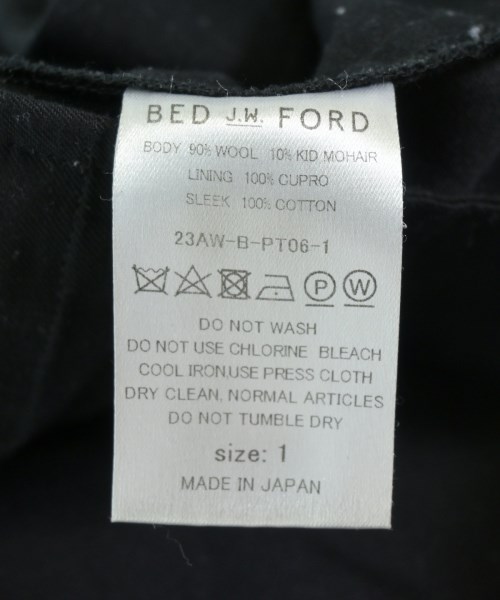 BED J.W. FORD
BODY 90% WOOL 10% KID MOHAIR
LINING 100% CUPRO
SLEEK 100% COTTON
23AW-B-PT06-1
P W
DO NOT WASH
DO NOT USE CHLORINE BLEACH
COOL IRON.USE PRESS CLOTH
DRY CLEAN, NORMAL ARTICLES
DO NOT TUMBLE DRY
size: 1
MADE IN JAPAN